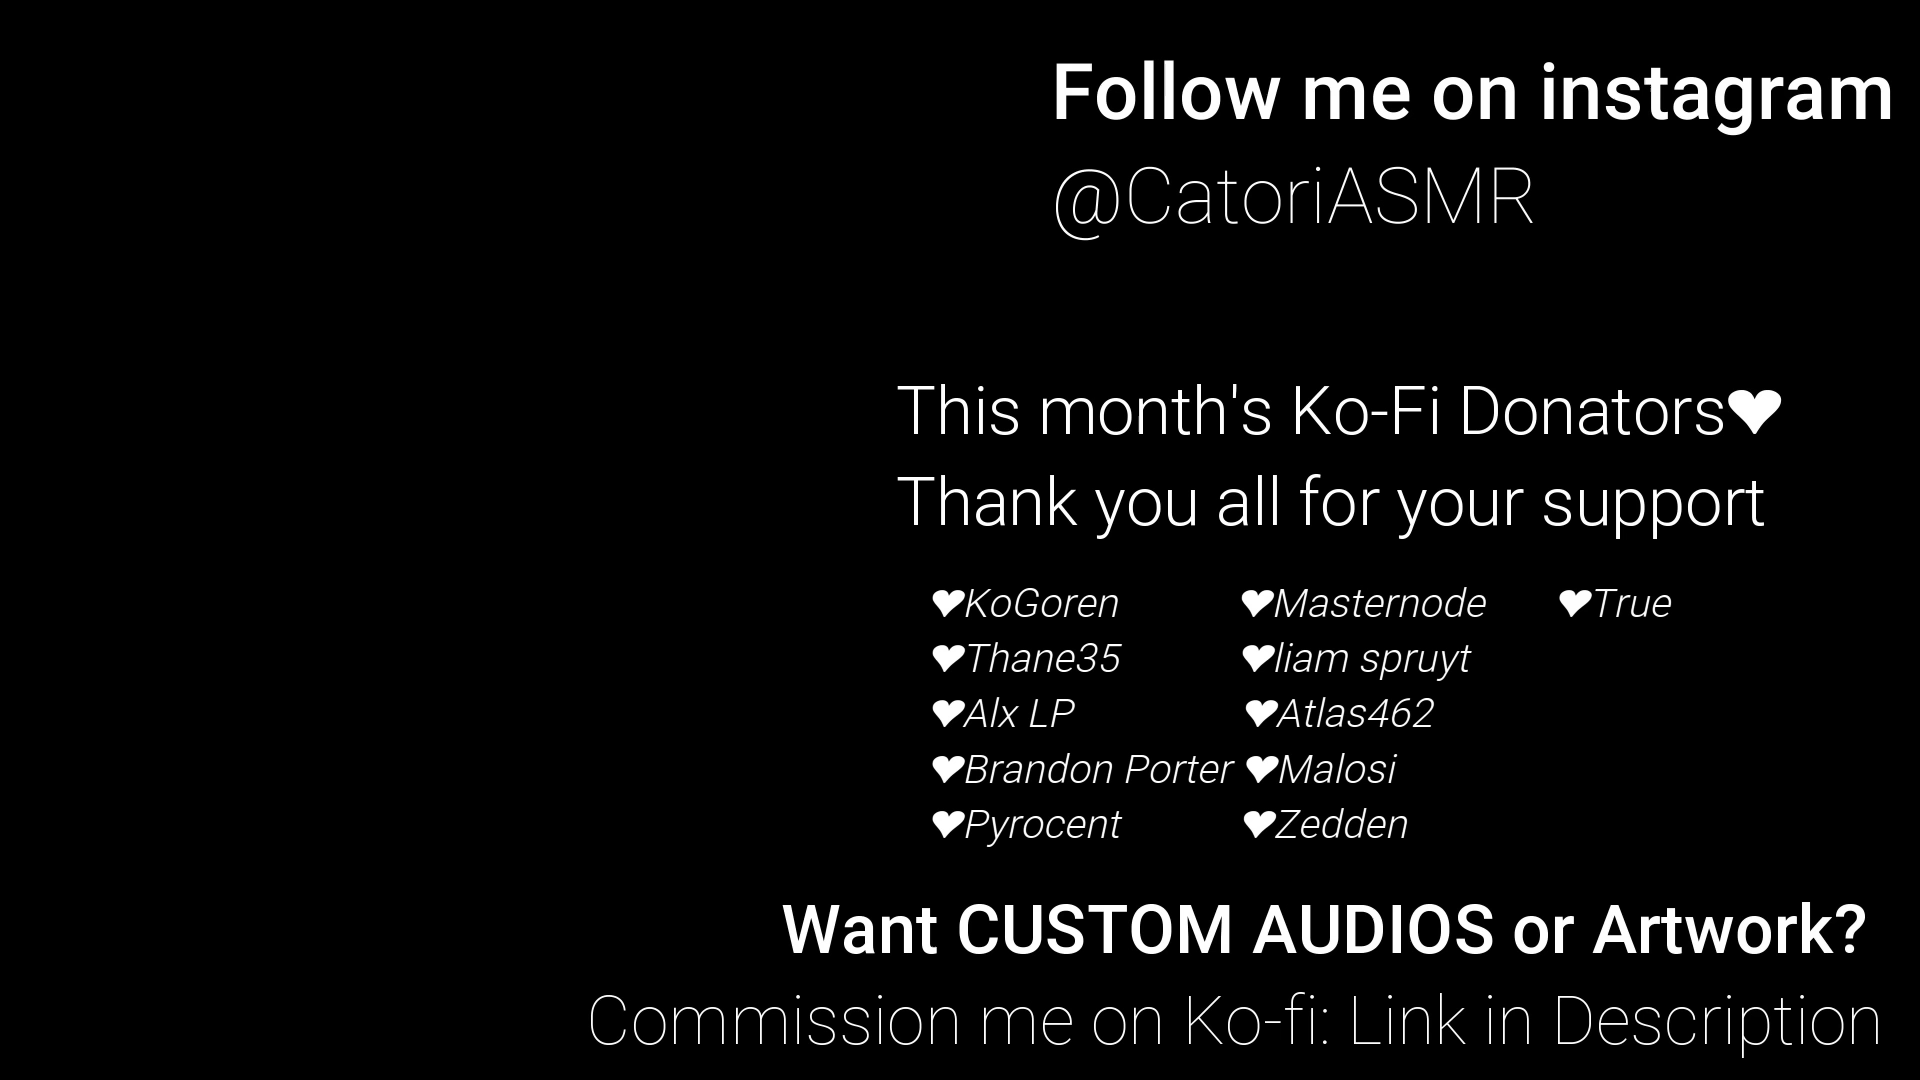 Follow me on instagram
@CatoriASMR
This month's Ko-Fi Donators❤
Thank you all for your support
❤KoGoren ❤Masternode ❤True
❤Thane35 ❤liam spruyt
❤Alx LP ❤Atlas462
❤Brandon Porter ❤Malosi
❤Pyrocent ❤Zedden
Want CUSTOM AUDIOS or Artwork?
Commission me on Ko-fi: Link in Description